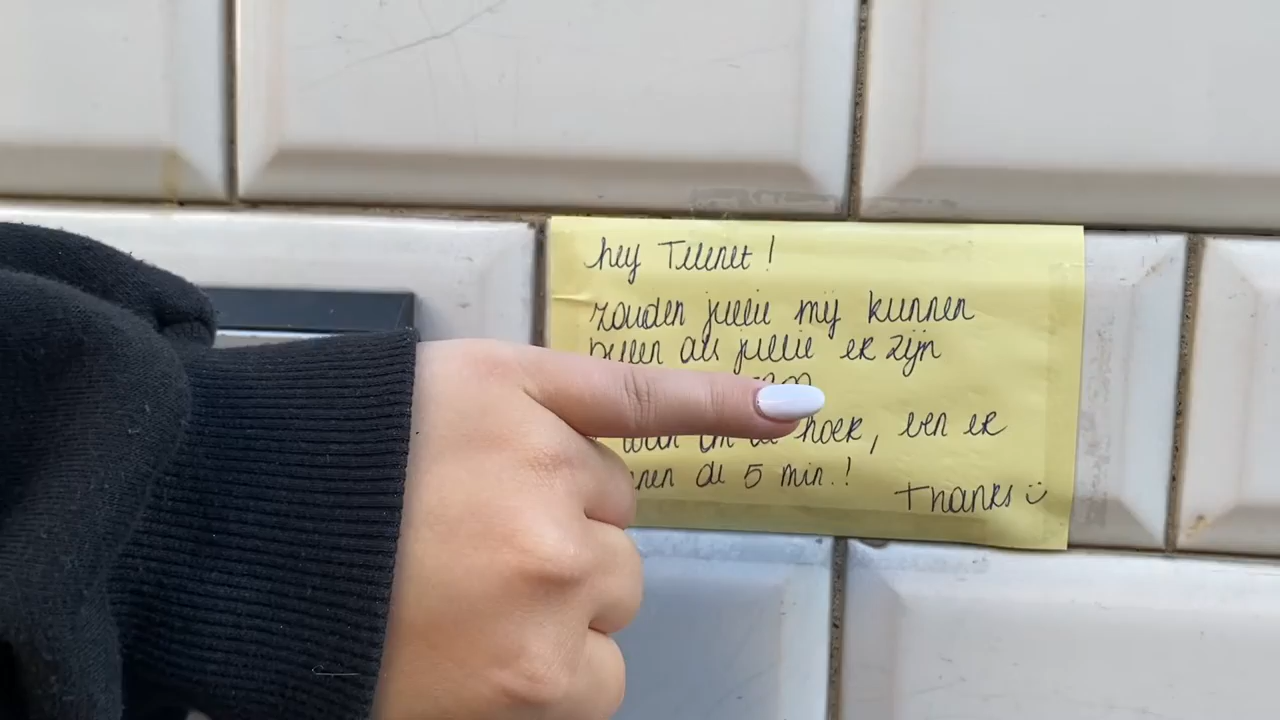 hey Telenet!
zouden jullie mij kunnen
bellen als jullie er zijn
hoek, ben er
de 5 min.!
Thanks